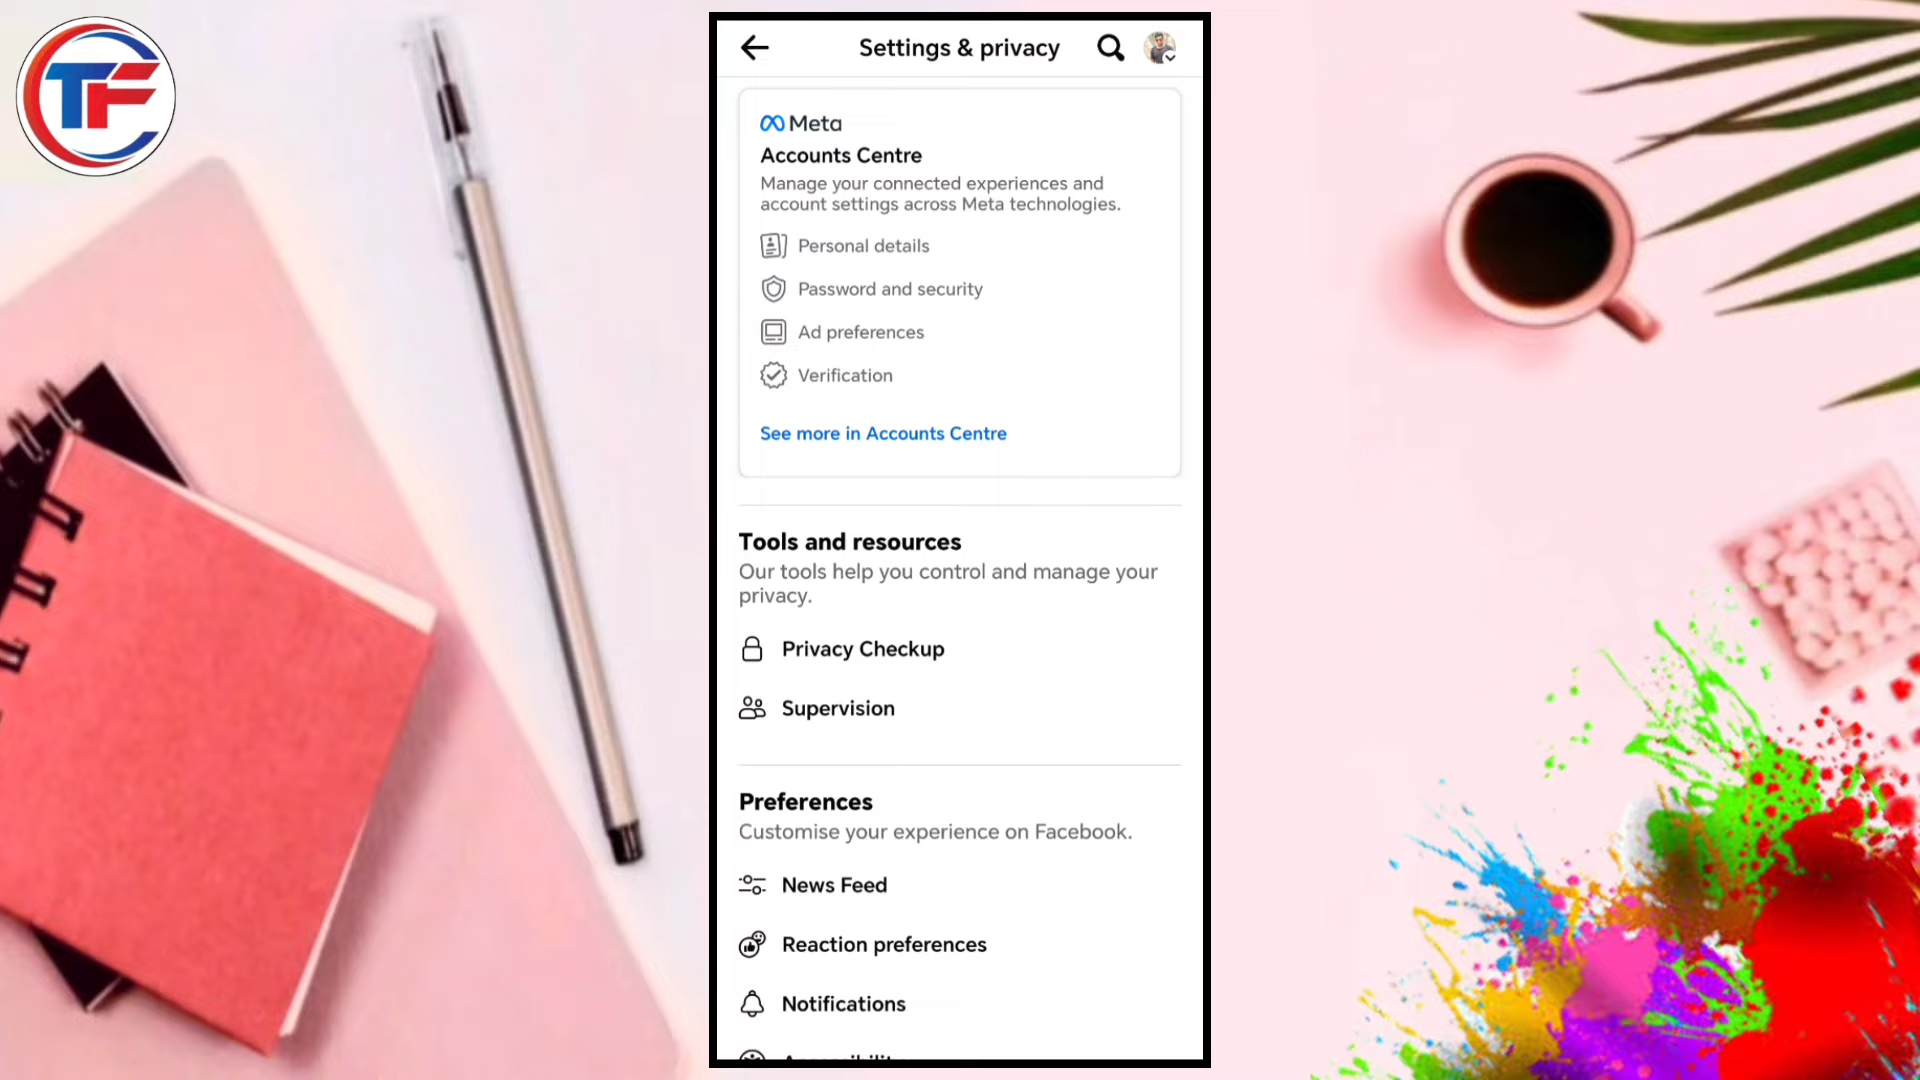 TF
Settings & privacy
Meta
Accounts Centre
Manage your connected experiences and
account settings across Meta technologies.
Personal details
Password and security
Ad preferences
Verification
See more in Accounts Centre
Tools and resources
Our tools help you control and manage your
privacy.
Privacy Checkup
Supervision
Preferences
Customise your experience on Facebook.
News Feed
Reaction preferences
Notifications